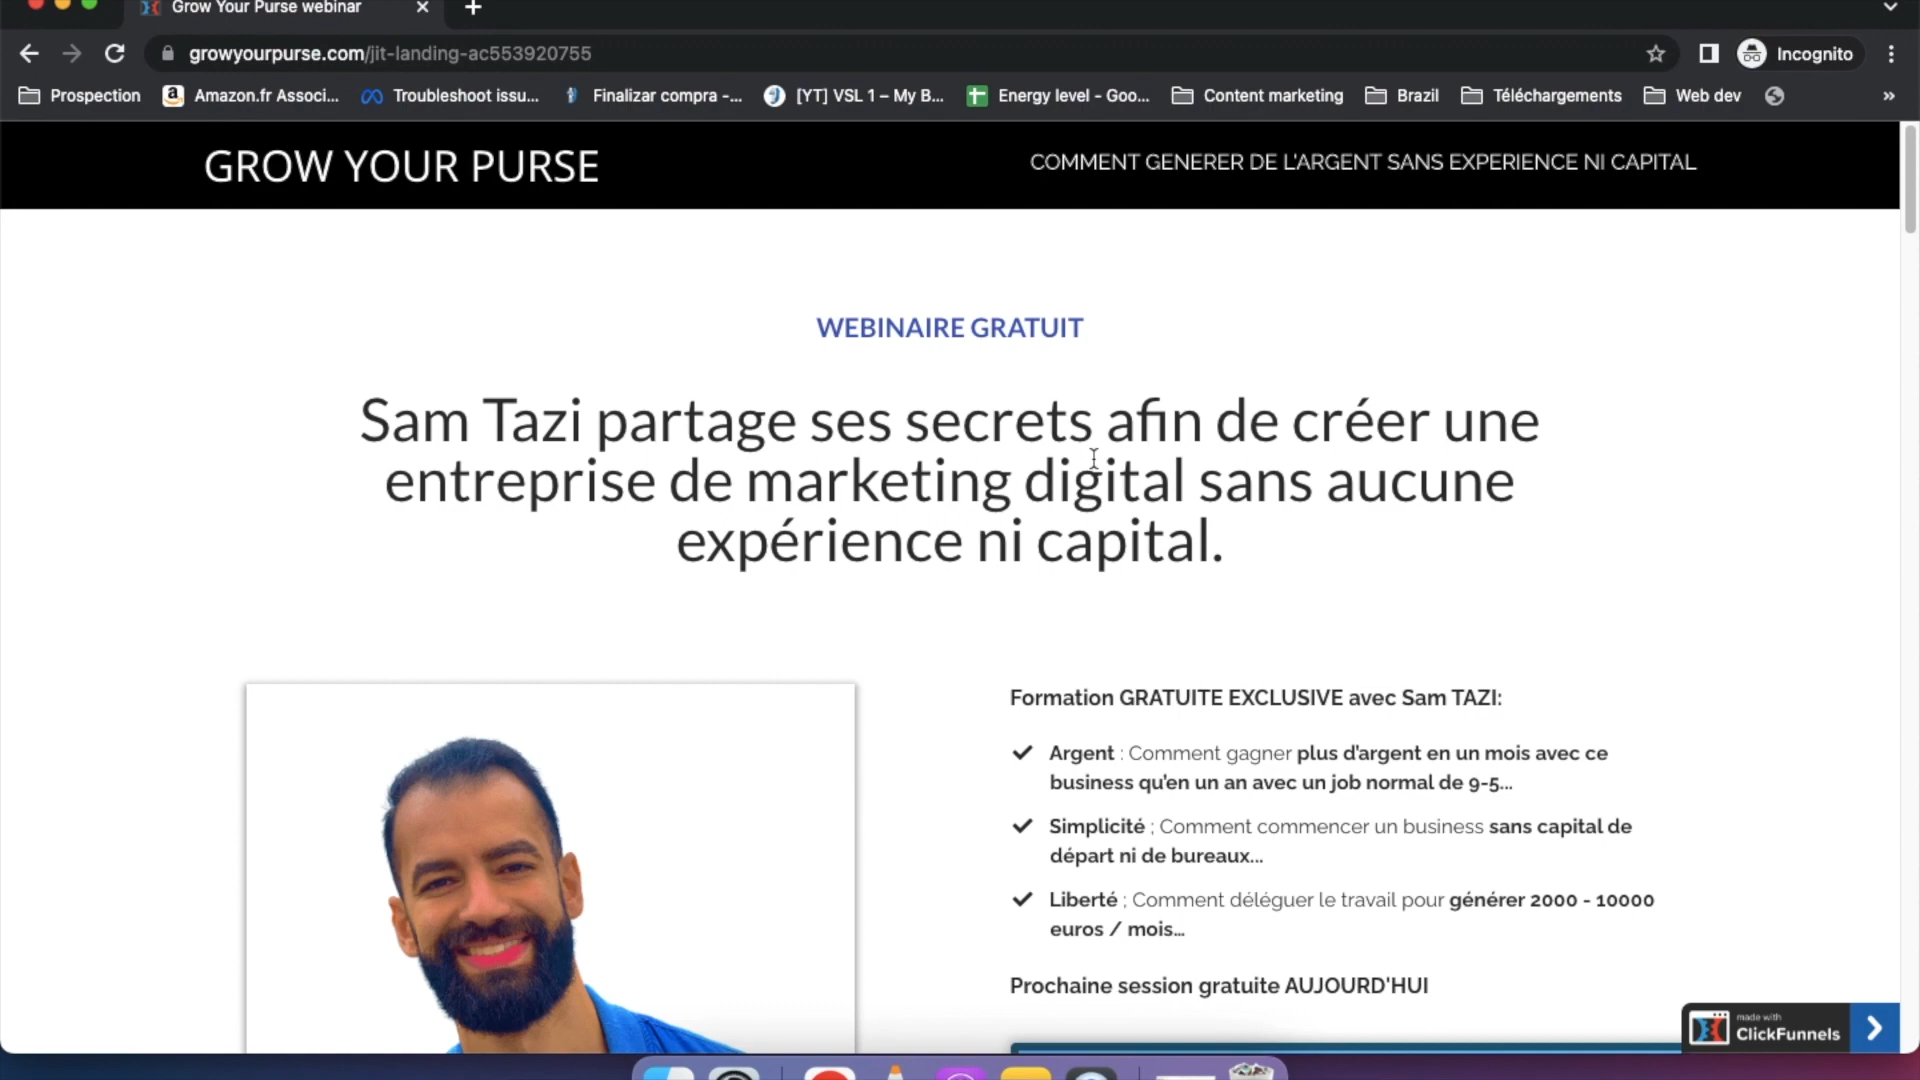 Grow Your Purse webinar
growyourpurse.com/jit-landing-ac553920755
Incognito
Prospection
Amazon.fr Associ...
Troubleshoot issu...
Finalizar compra -...
[YT] VSL 1 – My B...
Energy level - Goo...
Content marketing
Brazil
Téléchargements
Web dev
»
GROW YOUR PURSE
COMMENT GENERER DE L'ARGENT SANS EXPERIENCE NI CAPITAL
WEBINAIRE GRATUIT
Sam Tazi partage ses secrets afin de créer une
entreprise de marketing digital sans aucune
expérience ni capital.
Formation GRATUITE EXCLUSIVE avec Sam TAZI:
Argent : Comment gagner plus d'argent en un mois avec ce
business qu'en un an avec un job normal de 9-5...
Simplicité ; Comment commencer un business sans capital de
départ ni de bureaux...
Liberté ; Comment déléguer le travail pour générer 2000 - 10000
euros / mois...
Prochaine session gratuite AUJOURD'HUI
made with
ClickFunnels